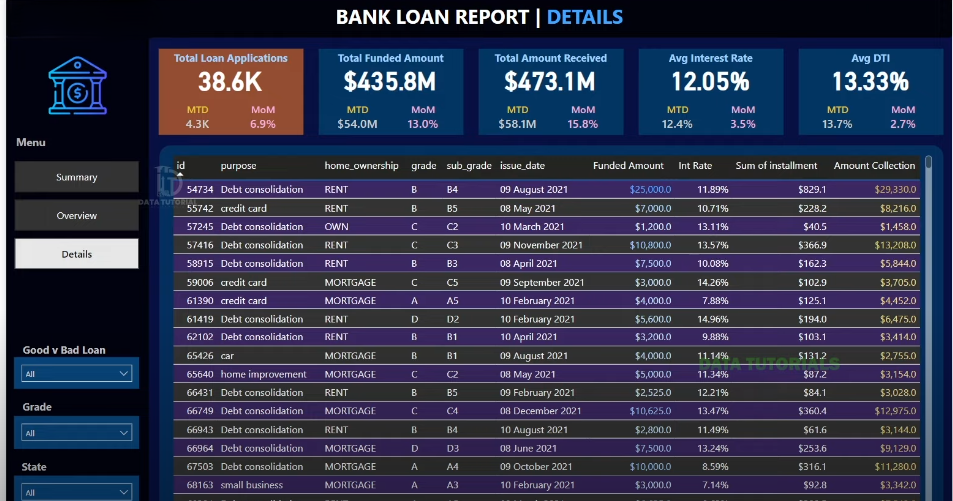 BANK LOAN REPORT | DETAILS
Total Loan Applications
38.6K
MTD MoM
4.3K 6.9%
Total Funded Amount
$435.8M
MTD MoM
$54.0M 13.0%
Total Amount Received
$473.1M
MTD MoM
$58.1M 15.8%
Avg Interest Rate
12.05%
MTD MoM
12.4% 3.5%
Avg DTI
13.33%
MTD MoM
13.7% 2.7%
Menu
Summary
Overview
Details
Good v Bad Loan
All
Grade
All
State
All
id purpose home_ownership grade sub_grade issue_date Funded Amount Int Rate Sum of installment Amount Collection
54734 Debt consolidation RENT B B4 09 August 2021 $25,000.0 11.89% $829.1 $29,330.0
55742 credit card RENT B B5 08 May 2021 $7,000.0 10.71% $228.2 $8,216.0
57245 Debt consolidation OWN C C2 10 March 2021 $1,200.0 13.11% $40.5 $1,458.0
57416 Debt consolidation RENT C C3 09 November 2021 $10,800.0 13.57% $366.9 $13,208.0
58915 Debt consolidation RENT B B3 08 April 2021 $7,500.0 10.08% $162.3 $5,844.0
59006 credit card MORTGAGE C C5 09 September 2021 $3,000.0 14.26% $102.9 $3,705.0
61390 credit card MORTGAGE A A5 10 February 2021 $4,000.0 7.88% $125.1 $4,452.0
61419 Debt consolidation RENT D D2 10 February 2021 $5,600.0 14.96% $194.0 $6,475.0
62102 Debt consolidation RENT B B1 10 April 2021 $3,200.0 9.88% $103.1 $3,414.0
65426 car MORTGAGE B B1 09 August 2021 $4,000.0 11.14% $131.2 $2,755.0
65640 home improvement MORTGAGE C C2 08 May 2021 $5,000.0 11.34% $87.2 $3,154.0
66431 Debt consolidation RENT B B5 09 February 2021 $2,525.0 12.21% $84.1 $3,028.0
66749 Debt consolidation MORTGAGE C C4 08 December 2021 $10,625.0 13.47% $360.4 $12,975.0
66943 Debt consolidation RENT B B4 10 August 2021 $2,800.0 11.49% $61.6 $3,144.0
66964 Debt consolidation MORTGAGE D D3 08 June 2021 $7,500.0 13.24% $253.6 $9,129.0
67503 Debt consolidation MORTGAGE A A4 09 October 2021 $10,000.0 8.59% $316.1 $11,280.0
68163 small business MORTGAGE A A3 10 February 2021 $3,000.0 7.14% $92.8 $3,342.0
DATA TUTORIALS